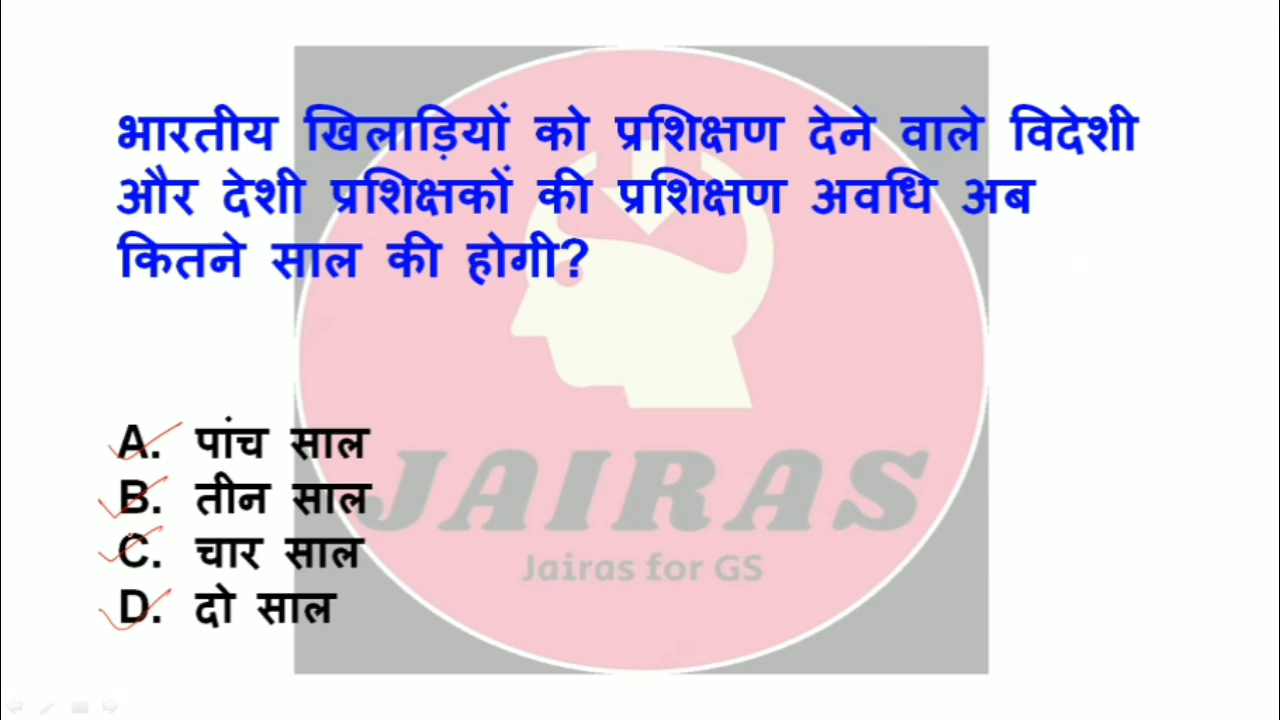 भारतीय खिलाड़ियों को प्रशिक्षण देने वाले विदेशी
और देशी प्रशिक्षकों की प्रशिक्षण अवधि अब
कितने साल की होगी?
A. पांच साल
B. तीन साल
C. चार साल
D. दो साल
JAIRAS
Jairas for GS